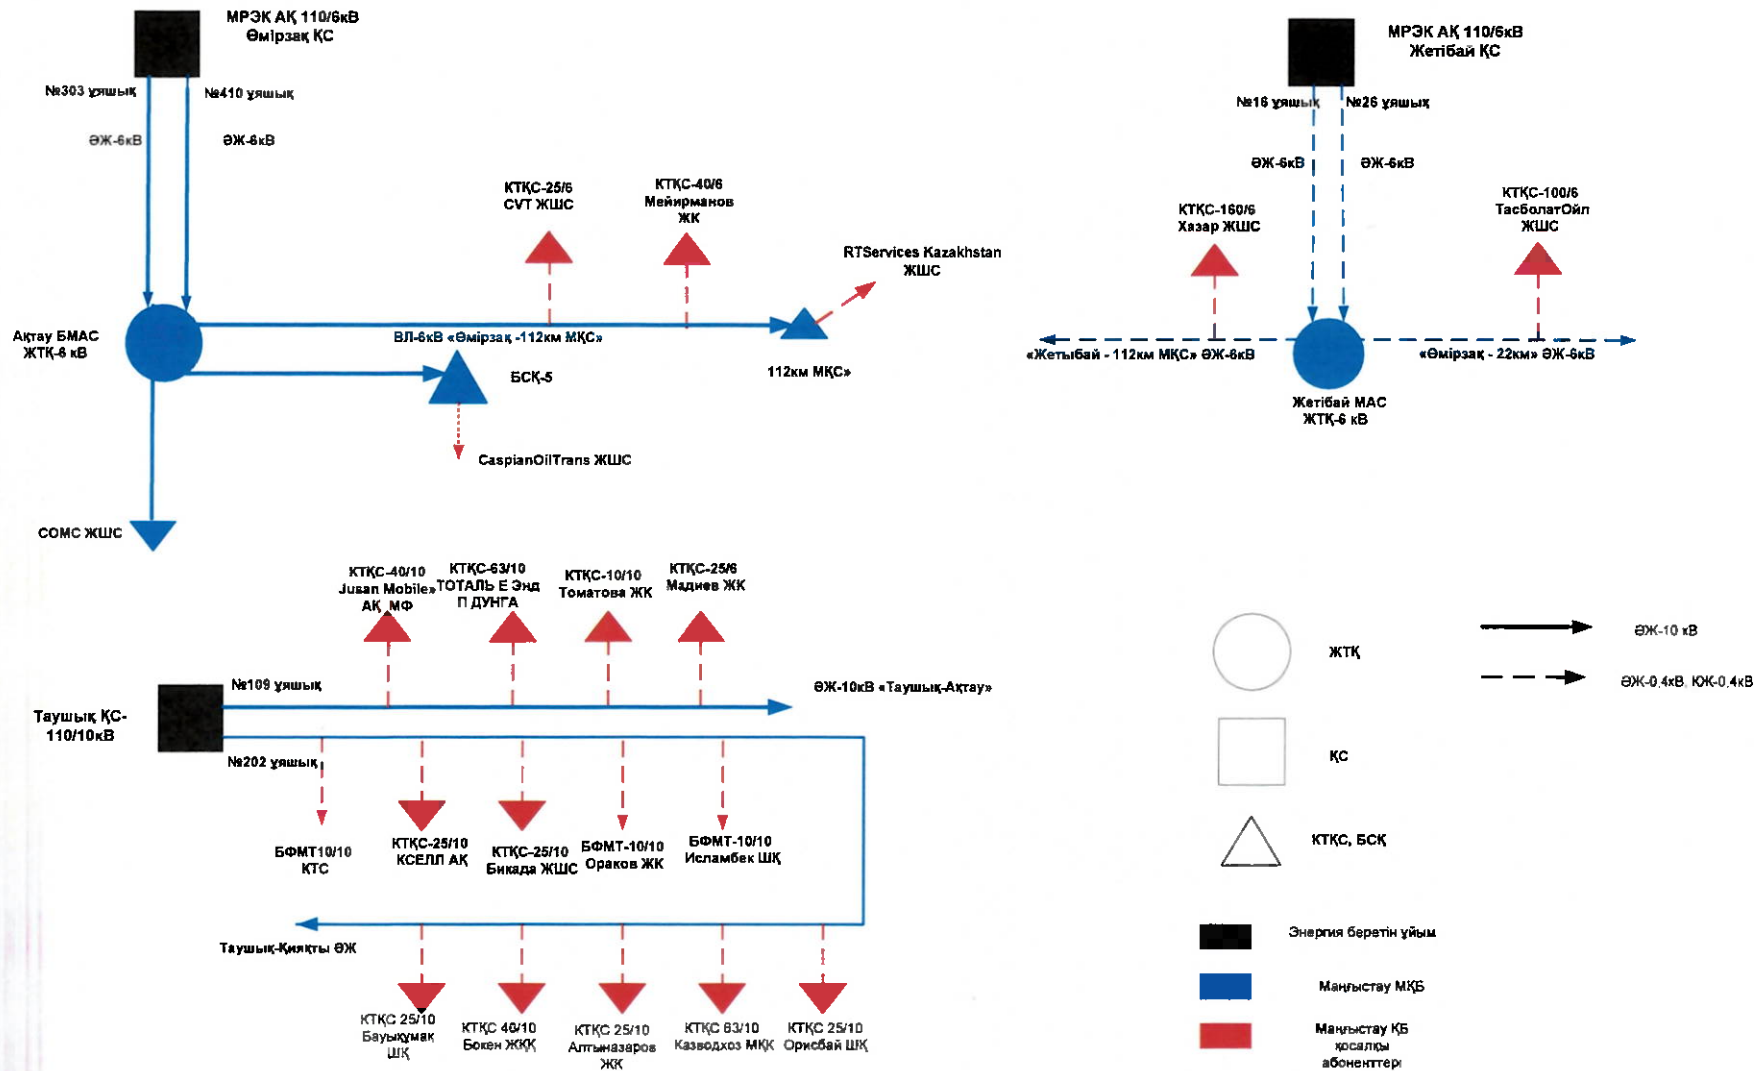 МРЭК АҚ 110/6кВ
Өмірзақ ҚС
№303 ұяшық
№410 ұяшық
ӘЖ-6кВ
ӘЖ-6кВ
КТҚС-25/6
CVT ЖШС
КТҚС-40/6
Мейирманов
ЖК
RTServices Kazakhstan
ЖШС
Ақтау БМАС
ЖТҚ-6 кВ
ВЛ-6кВ «Өмірзақ -112км МҚС»
БСҚ-5
112км МҚС»
CaspianOilTrans ЖШС
СОМС ЖШС
МРЭК АҚ 110/6кВ
Жетібай ҚС
№16 ұяшық
№26 ұяшық
ӘЖ-6кВ
ӘЖ-6кВ
КТҚС-160/6
Хазар ЖШС
КТҚС-100/6
ТасболатОйл
ЖШС
«Жетыбай - 112км МҚС» ӘЖ-6кВ
«Өмірзақ - 22км» ӘЖ-6кВ
Жетібай МАС
ЖТҚ-6 кВ
КТҚС-40/10
Jusan Mobile»
АҚ МФ
КТҚС-63/10
ТОТАЛЬ Е Энд
П ДУНГА
КТҚС-10/10
Томатова ЖК
КТҚС-25/6
Мадиев ЖК
№109 ұяшық
ӘЖ-10кВ «Таушық-Ақтау»
Таушық ҚС-
110/10кВ
№202 ұяшық
БФМТ10/10
КТС
КТҚС-25/10
КСЕЛЛ АҚ
КТҚС-25/10
Бикада ЖШС
БФМТ-10/10
Ораков ЖК
БФМТ-10/10
Исламбек ШҚ
Таушық-Қияқты ӘЖ
КТҚС 25/10
Бауықұмақ
ШҚ
КТҚС 40/10
Бокен ЖҚҚ
КТҚС 25/10
Алтыназаров
ЖК
КТҚС 63/10
Казводхоз МҚК
КТҚС 25/10
Орисбай ШҚ
ЖТҚ
ӘЖ-10 кВ
ӘЖ-0,4кВ, КЖ-0,4кВ
ҚС
КТҚС, БСҚ
Энергия беретін ұйым
Маңғыстау МҚБ
Маңғыстау ҚБ
қосалқы
абоненттері